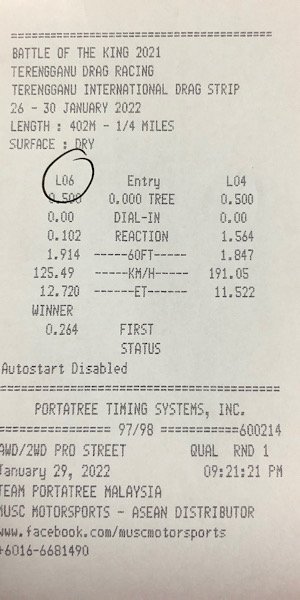 ==============================
BATTLE OF THE KING 2021
TERENGGANU DRAG RACING
TERENGGANU INTERNATIONAL DRAG STRIP
26 - 30 JANUARY 2022
LENGTH : 402M - 1/4 MILES
SURFACE : DRY
L06 Entry L04
0.500 0.000 TREE 0.500
0.00 DIAL-IN 0.00
0.102 REACTION 1.564
1.914 -----60FT----- 1.847
125.49 -----KM/H----- 191.05
12.720 ------ET------ 11.522
WINNER
0.264 FIRST
STATUS
Autostart Disabled
==============================
PORTATREE TIMING SYSTEMS, INC.
================ 97/98 ===========600214
AWD/2WD PRO STREET QUAL RND 1
January 29, 2022 09:21:21 PM
TEAM PORTATREE MALAYSIA
MUSC MOTORSPORTS - ASEAN DISTRIBUTOR
www.facebook.com/muscmotorsports
+6016-6681490